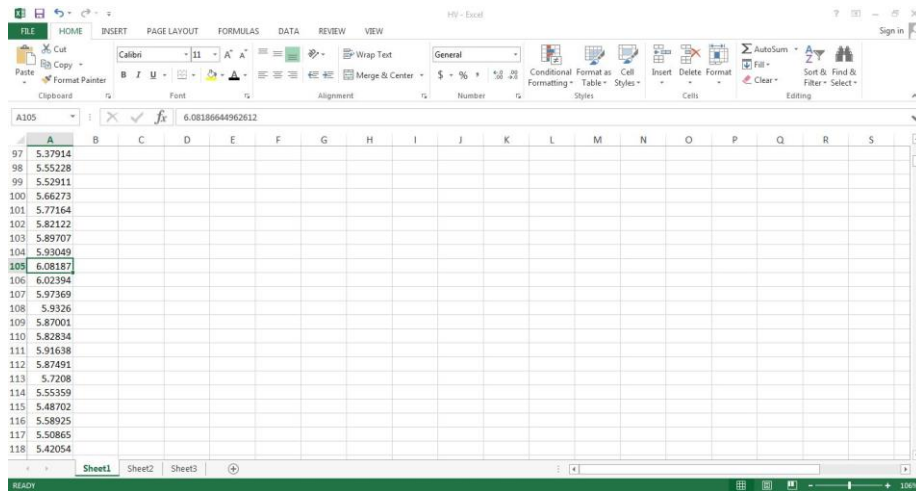 HV - Excel
Sign in
FILE HOME INSERT PAGE LAYOUT FORMULAS DATA REVIEW VIEW
Paste
Cut
Copy
Format Painter
Clipboard
Calibri 11
B I U
Font
Wrap Text
Merge & Center
Alignment
General
$ % ,
Number
Conditional Formatting
Format as Table
Cell Styles
Styles
Insert Delete Format
Cells
AutoSum
Fill
Clear
Sort & Filter
Find & Select
Editing
A105 fx 6.08186644962612
A B C D E F G H I J K L M N O P Q R S
97 5.37914
98 5.55228
99 5.52911
100 5.66273
101 5.77164
102 5.82122
103 5.89707
104 5.93049
105 6.08187
106 6.02394
107 5.97369
108 5.9326
109 5.87001
110 5.82834
111 5.91638
112 5.87491
113 5.7208
114 5.55359
115 5.48702
116 5.58925
117 5.50865
118 5.42054
Sheet1 Sheet2 Sheet3
READY 106%